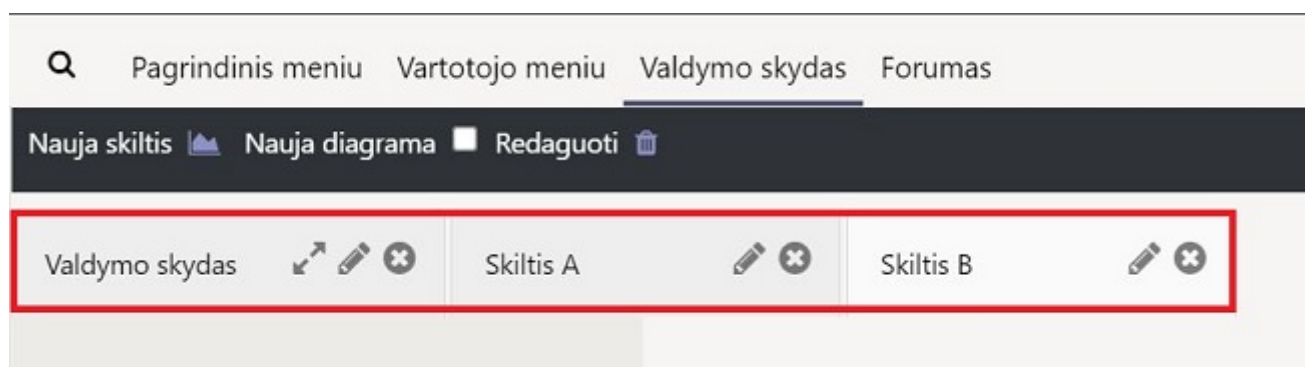 Pagrindinis meniu Vartotojo meniu Valdymo skydas Forumas
Nauja skiltis Nauja diagrama Redaguoti
Valdymo skydas Skiltis A Skiltis B